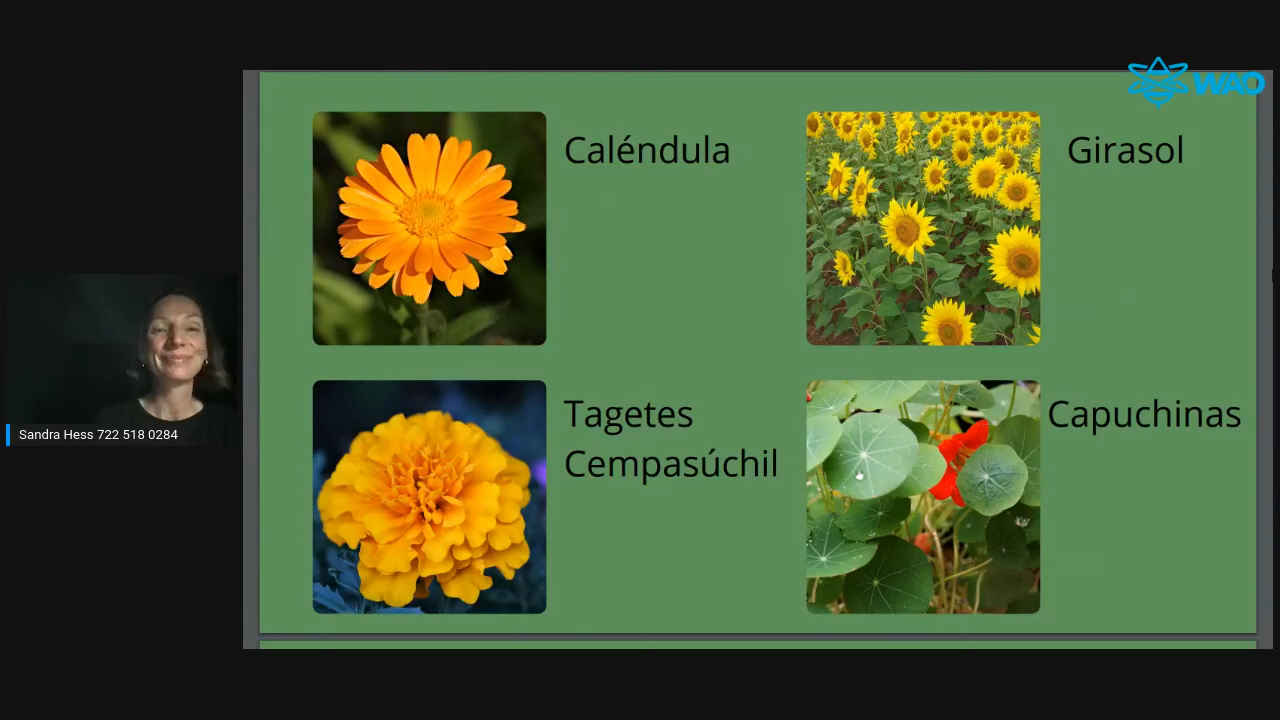 WAO
Caléndula
Girasol
Tagetes
Cempasúchil
Capuchinas
Sandra Hess 722 518 0284